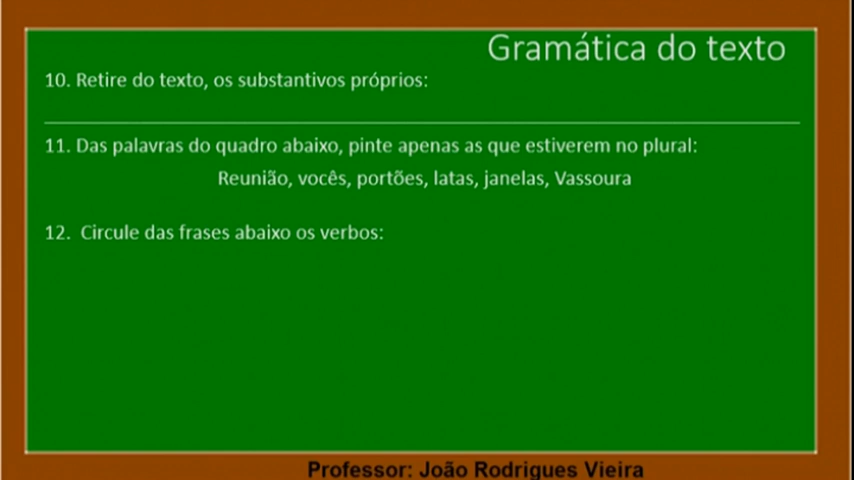 Gramática do texto
10. Retire do texto, os substantivos próprios:
11. Das palavras do quadro abaixo, pinte apenas as que estiverem no plural:
Reunião, vocês, portões, latas, janelas, Vassoura
12. Circule das frases abaixo os verbos:
Professor: João Rodrigues Vieira